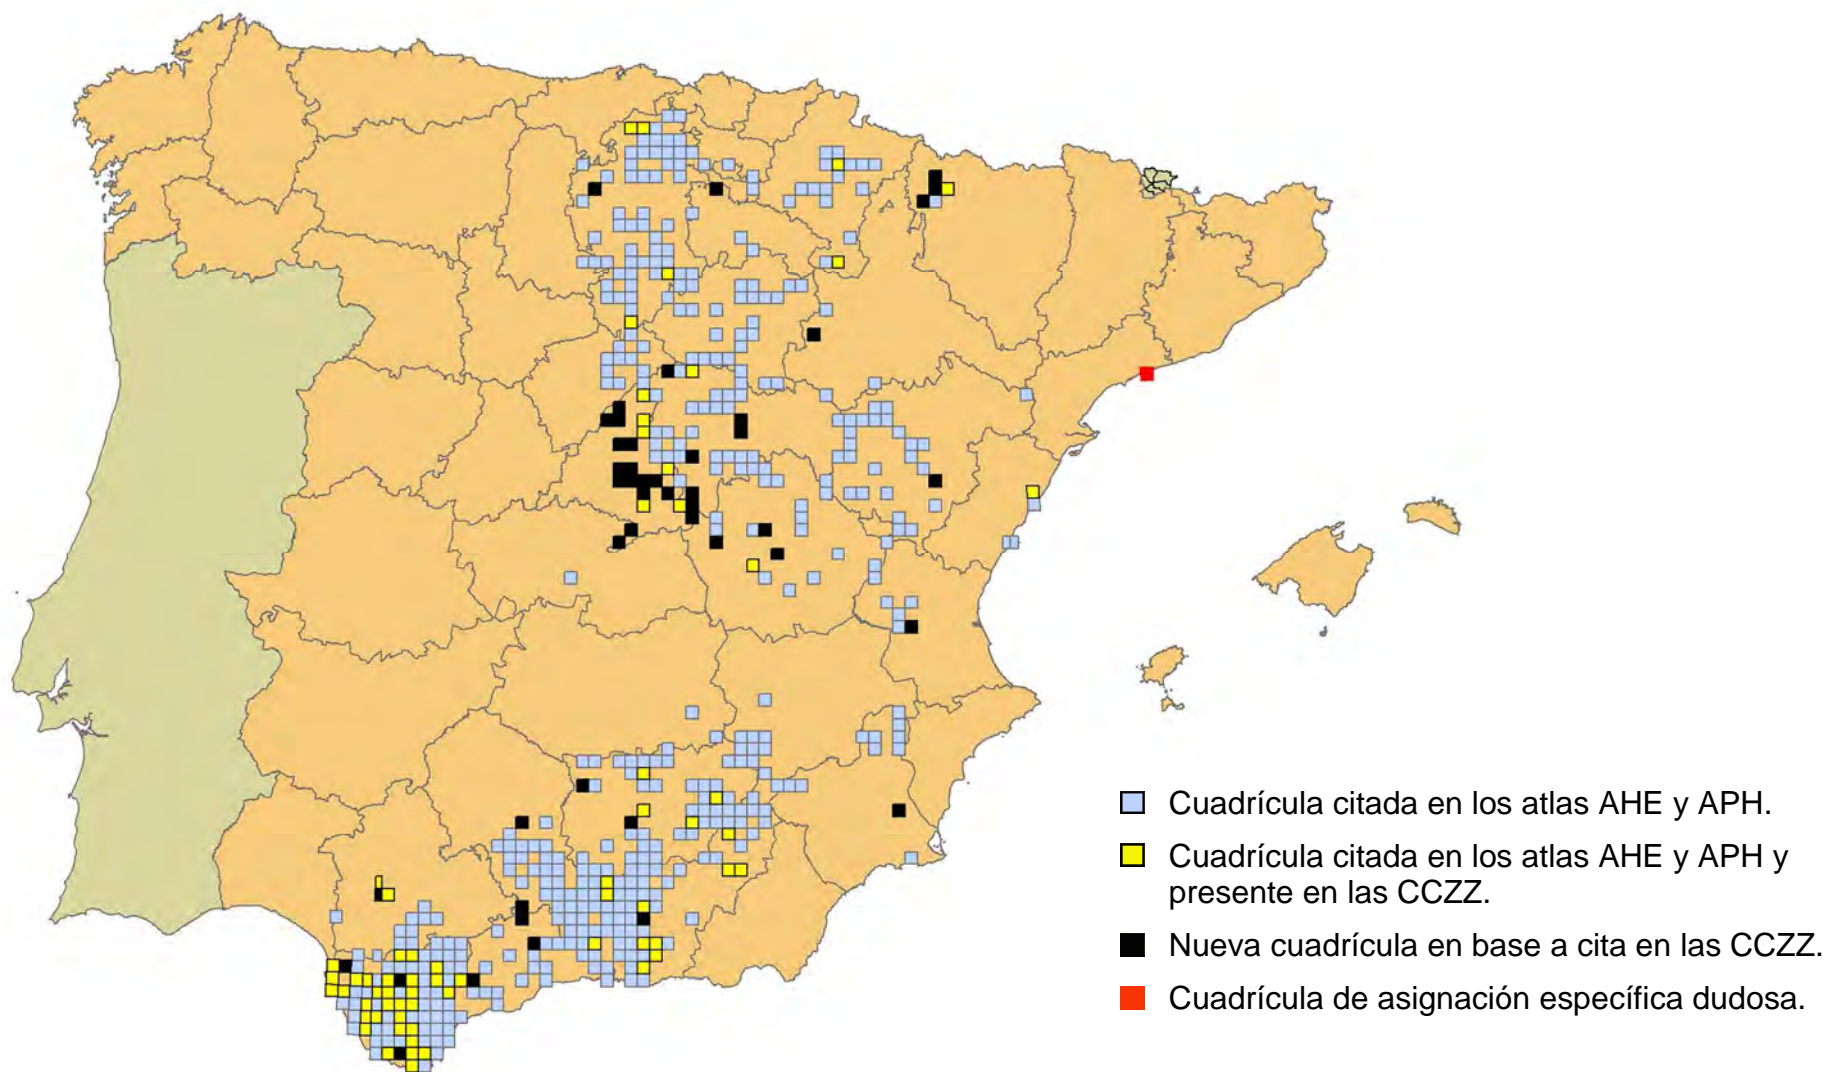 Cuadrícula citada en los atlas AHE y APH.
Cuadrícula citada en los atlas AHE y APH y
presente en las CCZZ.
Nueva cuadrícula en base a cita en las CCZZ.
Cuadrícula de asignación específica dudosa.